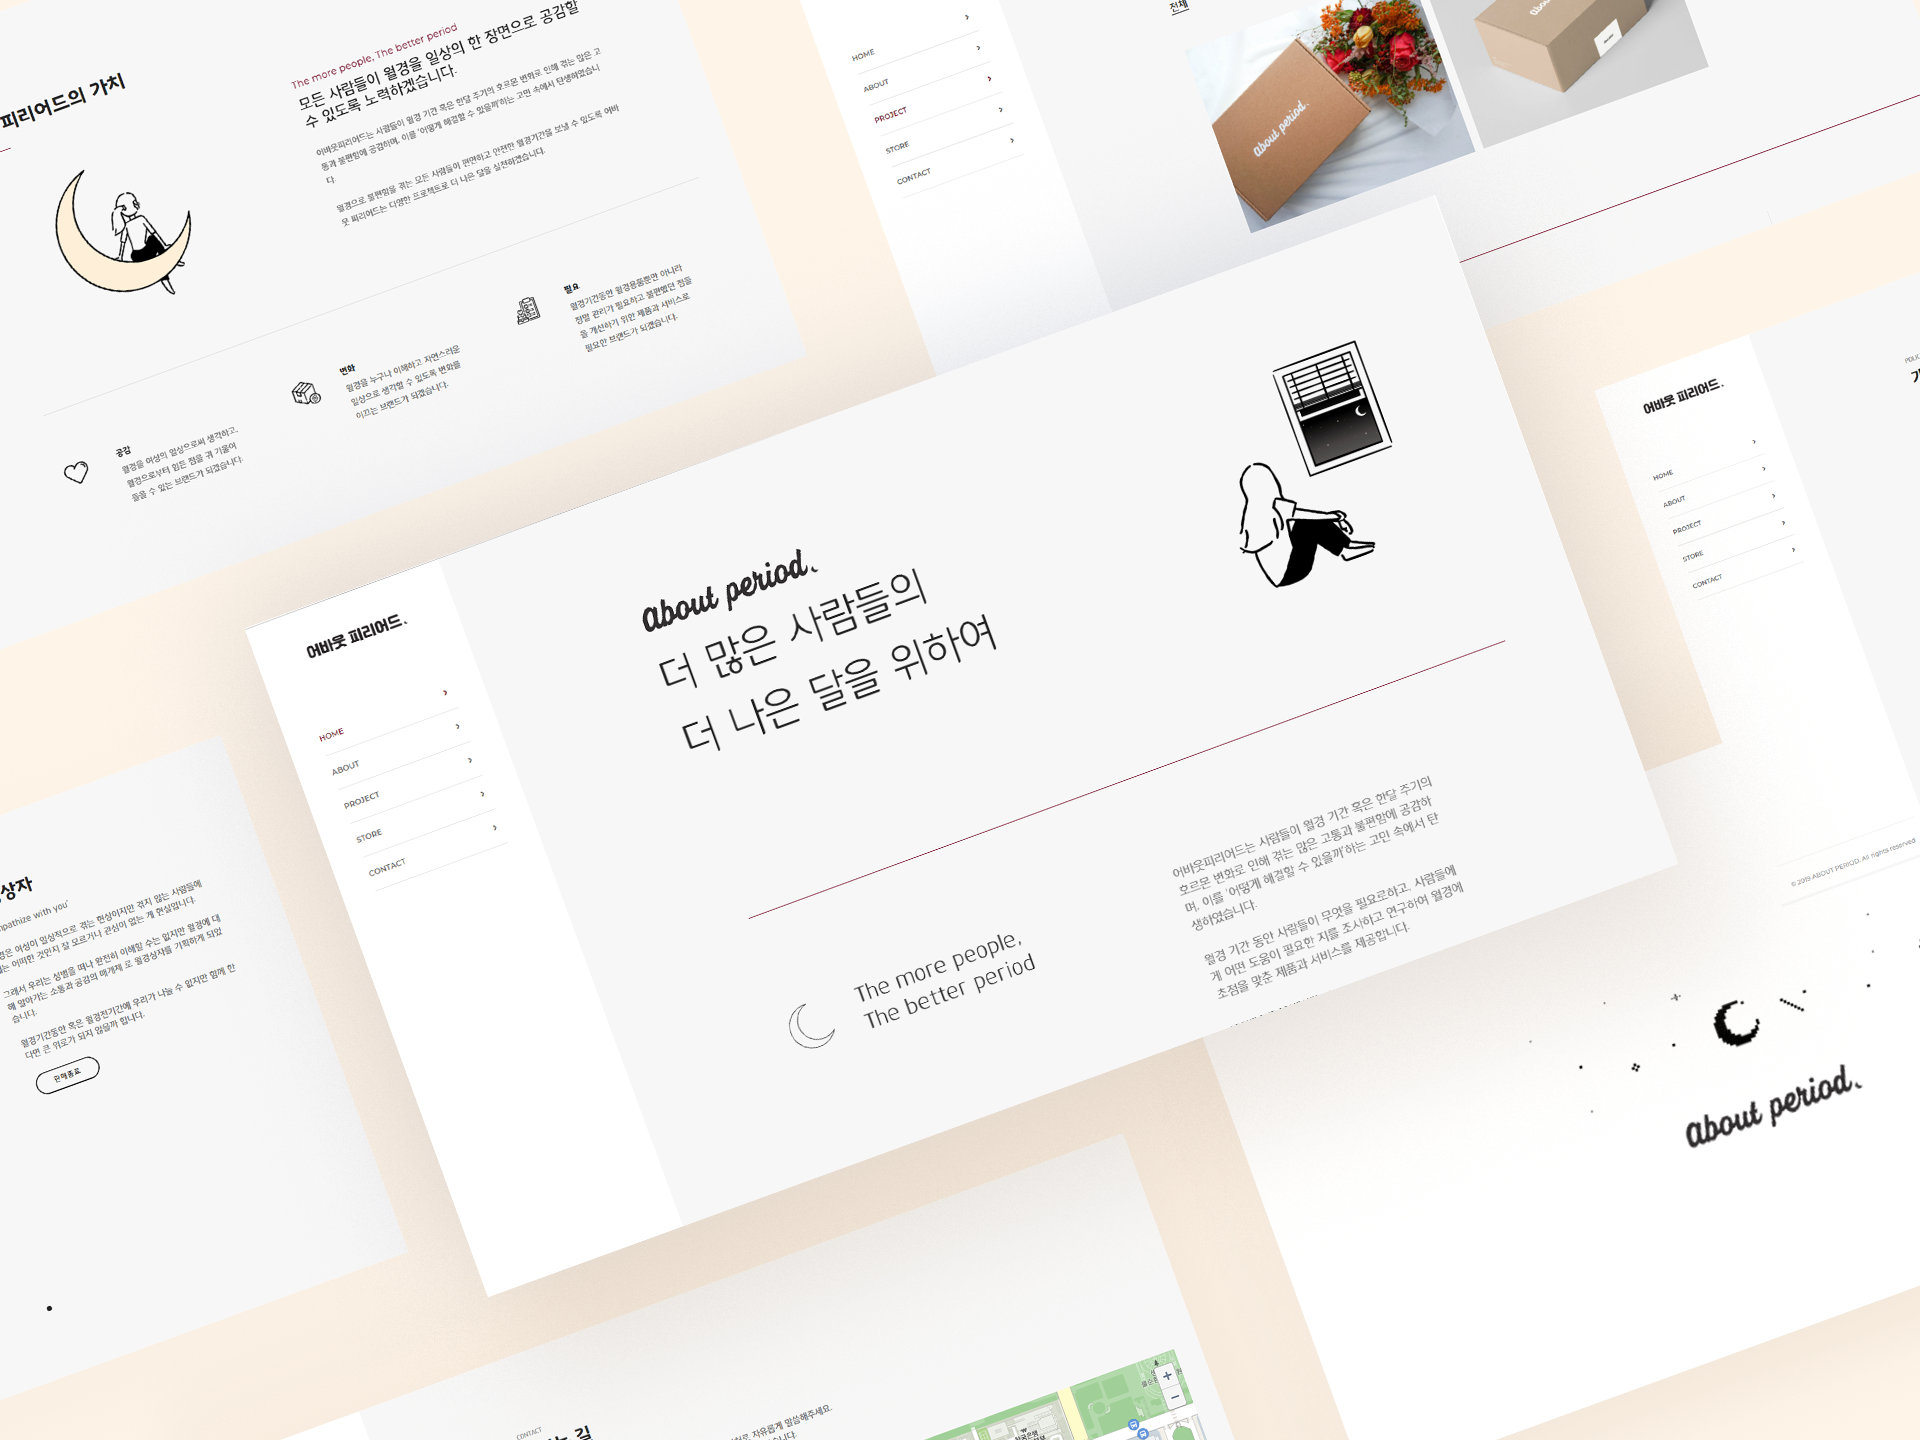 피리어드의 가치
The more people, The better period
모든 사람들이 월경을 일상의 한 장면으로 공감할
수 있도록 노력하겠습니다.
어바웃피리어드는 사람들이 월경 기간 혹은 한달 주기의 호르몬 변화로 인해 겪는 많은 고
통과 불편함에 공감하며, 이를 '어떻게 해결할 수 있을까'하는 고민 속에서 탄생하였습니
다.
월경으로 불편함을 겪는 모든 사람들이 편안하고 안전한 월경기간을 보낼 수 있도록 어바
웃 피리어드는 다양한 프로젝트로 더 나은 달을 실천하겠습니다.
공감
월경을 여성의 일상으로써 생각하고,
월경으로부터 힘든 점을 귀 기울여
들을 수 있는 브랜드가 되겠습니다.
변화
월경을 누구나 이해하고 자연스러운
일상으로 생각할 수 있도록 변화를
이끄는 브랜드가 되겠습니다.
필요
월경기간동안 월경용품뿐만 아니라
정말 관리가 필요하고 불편했던 점들
을 개선하기 위한 제품과 서비스로
필요한 브랜드가 되겠습니다.
HOME
ABOUT
PROJECT
STORE
CONTACT
전체
about period.
어바웃 피리어드.
HOME
ABOUT
PROJECT
STORE
CONTACT
about period.
더 많은 사람들의
더 나은 달을 위하여
The more people,
The better period
어바웃피리어드는 사람들이 월경 기간 혹은 한달 주기의
호르몬 변화로 인해 겪는 많은 고통과 불편함에 공감하
며, 이를 '어떻게 해결할 수 있을까'하는 고민 속에서 탄
생하였습니다.
월경 기간 동안 사람들이 무엇을 필요로하고, 사람들에
게 어떤 도움이 필요한 지를 조사하고 연구하여 월경에
초점을 맞춘 제품과 서비스를 제공합니다.
어바웃 피리어드.
HOME
ABOUT
PROJECT
STORE
CONTACT
© 2019 ABOUT PERIOD. All rights reserved
about period.
상자
mpathize with you'
경은 여성이 일상적으로 겪는 현상이지만 겪지 않는 사람들에
는 어떠한 것인지 잘 모르거나 관심이 없는 게 현실입니다.
그래서 우리는 성별을 떠나 완전히 이해할 수는 없지만 월경에 대
해 알아가는 소통과 공감의 매개체 로 월경상자를 기획하게 되었
습니다.
월경기간동안 혹은 월경전기간에 우리가 나눌 수 없지만 함께 한
다면 큰 위로가 되지 않을까 합니다.
판매종료
CONTACT
길
자유롭게 말씀해주세요.